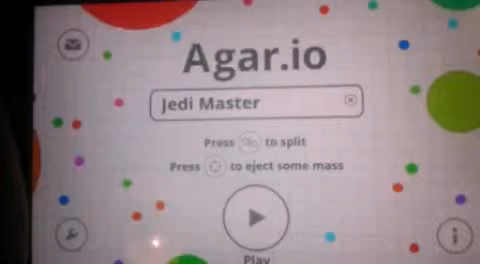 Agar.io
Jedi Master
Press to split
Press to eject some mass
Play